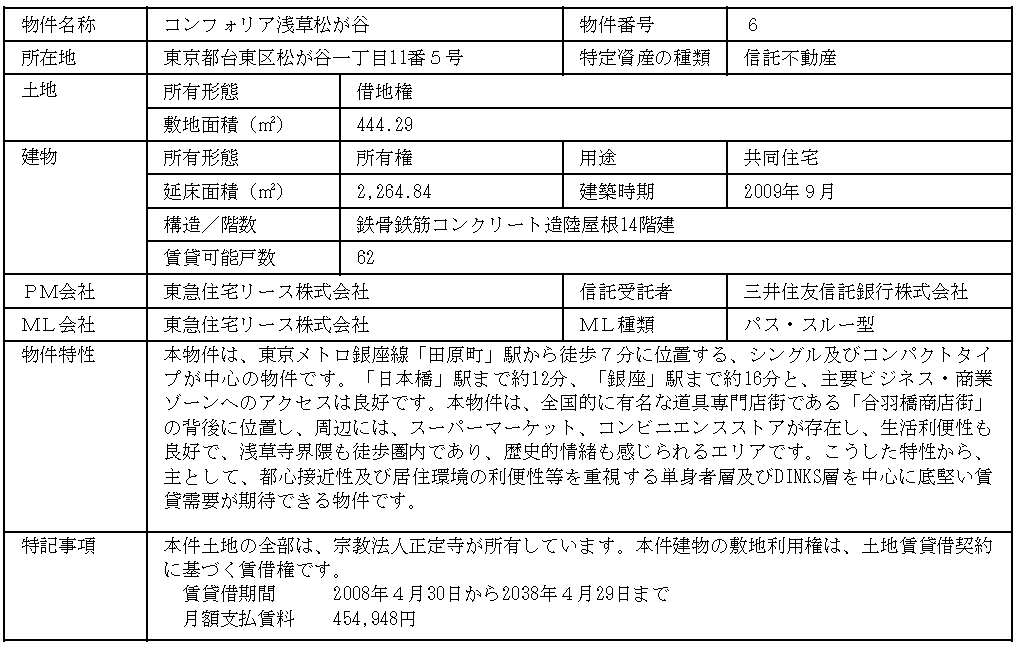 物件名称 コンフォリア浅草松が谷 物件番号 ６
所在地 東京都台東区松が谷一丁目11番５号 特定資産の種類 信託不動産
土地 所有形態 借地権
敷地面積（㎡） 444.29
建物 所有形態 所有権 用途 共同住宅
延床面積（㎡） 2,264.84 建築時期 2009年９月
構造／階数 鉄骨鉄筋コンクリート造陸屋根14階建
賃貸可能戸数 62
ＰＭ会社 東急住宅リース株式会社 信託受託者 三井住友信託銀行株式会社
ＭＬ会社 東急住宅リース株式会社 ＭＬ種類 パス・スルー型
物件特性 本物件は、東京メトロ銀座線「田原町」駅から徒歩７分に位置する、シングル及びコンパクトタイ
プが中心の物件です。「日本橋」駅まで約12分、「銀座」駅まで約16分と、主要ビジネス・商業
ゾーンへのアクセスは良好です。本物件は、全国的に有名な道具専門店街である「合羽橋商店街」
の背後に位置し、周辺には、スーパーマーケット、コンビニエンスストアが存在し、生活利便性も
良好で、浅草寺界隈も徒歩圏内であり、歴史的情緒も感じられるエリアです。こうした特性から、
主として、都心接近性及び居住環境の利便性等を重視する単身者層及びDINKS層を中心に底堅い賃
貸需要が期待できる物件です。
特記事項 本件土地の全部は、宗教法人正定寺が所有しています。本件建物の敷地利用権は、土地賃貸借契約
に基づく賃借権です。
賃貸借期間 2008年４月30日から2038年４月29日まで
月額支払賃料 454,948円